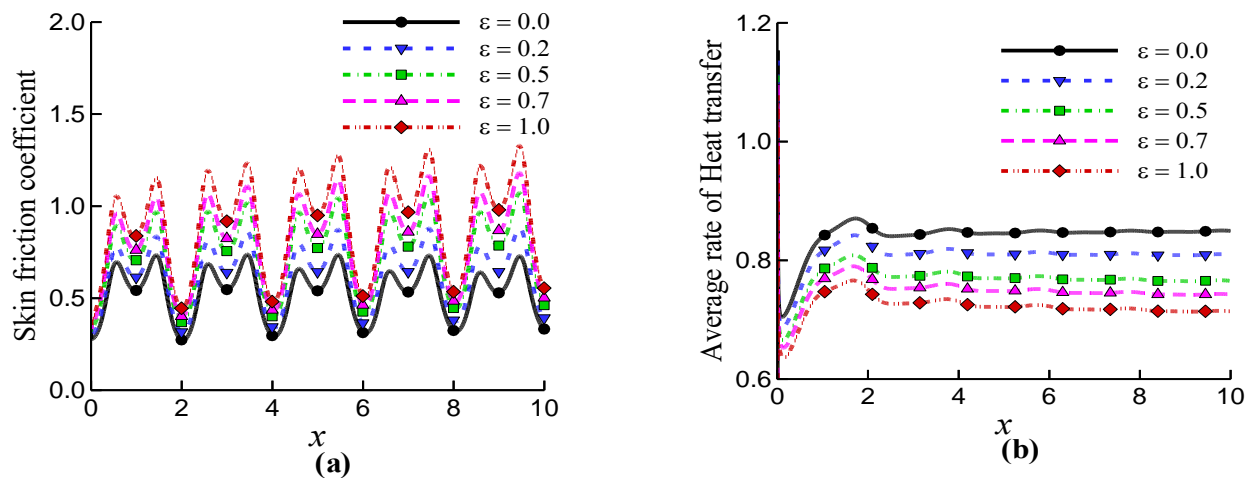 Skin friction coefficient
2.0
1.5
1.0
0.5
0.0
0 2 4 6 8 10
x
(a)
ε = 0.0
ε = 0.2
ε = 0.5
ε = 0.7
ε = 1.0
Average rate of Heat transfer
1.2
1.0
0.8
0.6
0 2 4 6 8 10
x
(b)
ε = 0.0
ε = 0.2
ε = 0.5
ε = 0.7
ε = 1.0